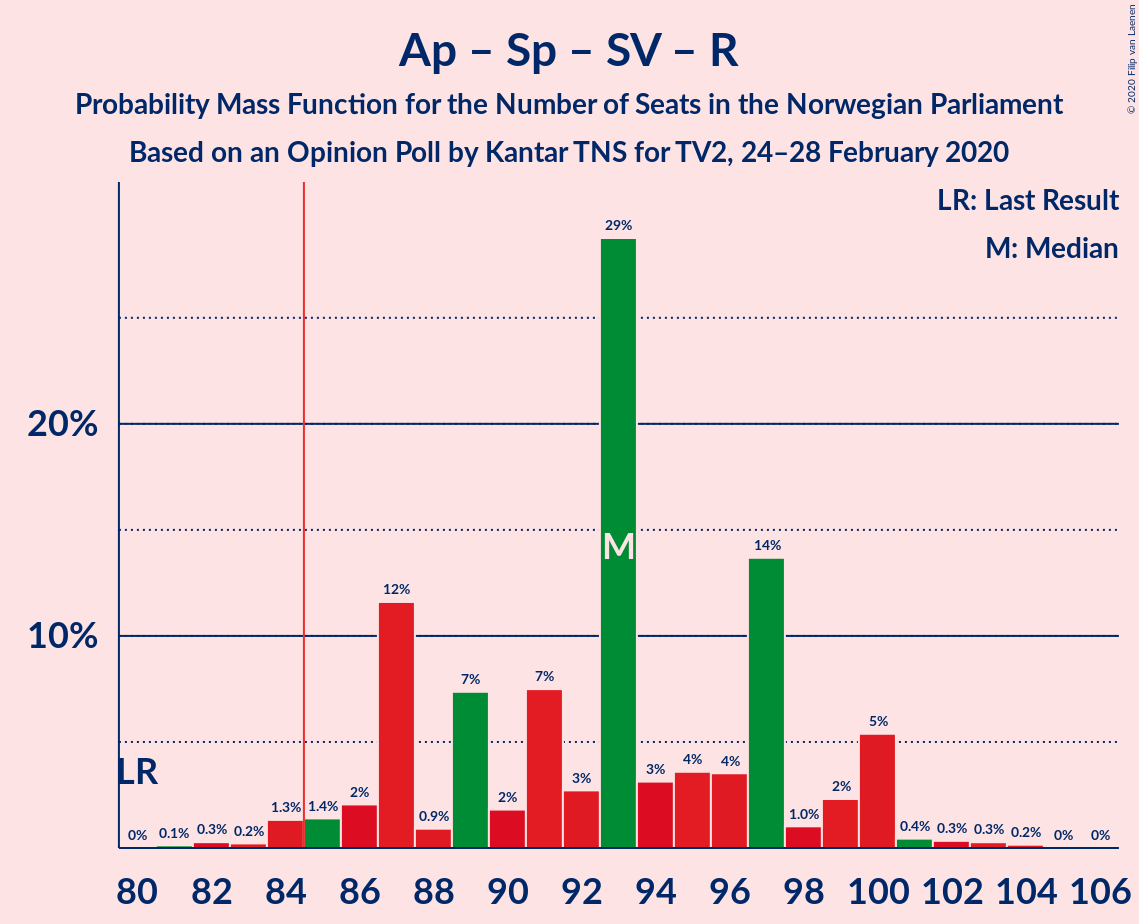 Ap – Sp – SV – R
Probability Mass Function for the Number of Seats in the Norwegian Parliament
Based on an Opinion Poll by Kantar TNS for TV2, 24–28 February 2020
© 2020 Filip van Laenen
LR: Last Result
M: Median
20%
10%
LR
M
0% 0.1% 0.3% 0.2% 1.3% 1.4% 2% 12% 0.9% 7% 2% 7% 3% 29% 3% 4% 4% 14% 1.0% 2% 5% 0.4% 0.3% 0.3% 0.2% 0% 0%
80 82 84 86 88 90 92 94 96 98 100 102 104 106